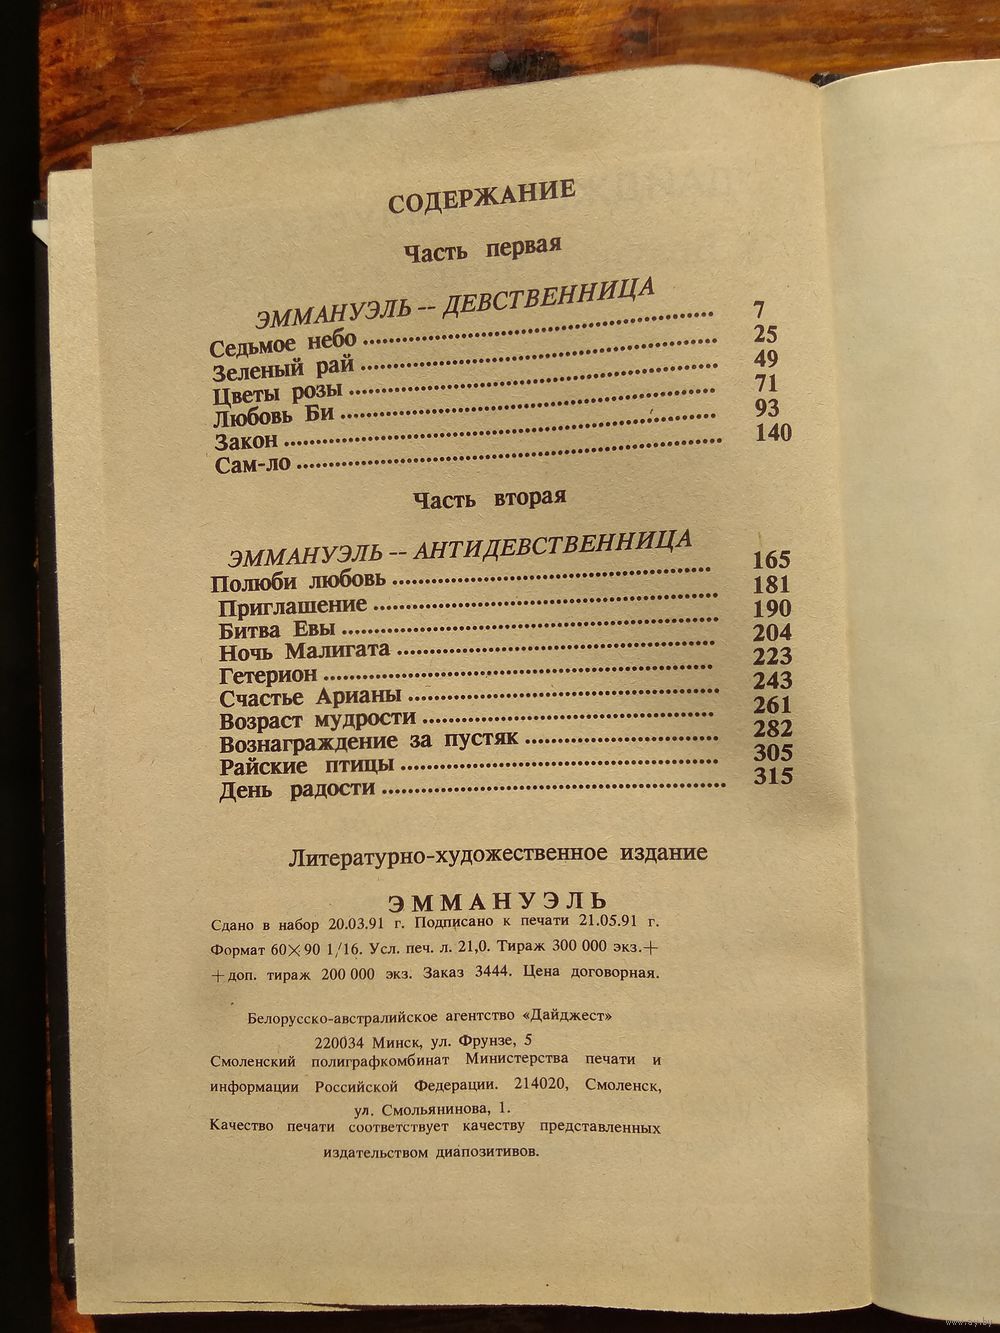 СОДЕРЖАНИЕ
Часть первая
ЭММАНУЭЛЬ -- ДЕВСТВЕННИЦА
Седьмое небо 7
Зеленый рай 25
Цветы розы 49
Любовь Би 71
Закон 93
Сам-ло 140
Часть вторая
ЭММАНУЭЛЬ -- АНТИДЕВСТВЕННИЦА
Полюби любовь 165
Приглашение 181
Битва Евы 190
Ночь Малигата 204
Гетерион 223
Счастье Арианы 243
Возраст мудрости 261
Вознаграждение за пустяк 282
Райские птицы 305
День радости 315
Литературно-художественное издание
ЭММАНУЭЛЬ
Сдано в набор 20.03.91 г. Подписано к печати 21.05.91 г.
Формат 60×90 1/16. Усл. печ. л. 21,0. Тираж 300 000 экз.+
+доп. тираж 200 000 экз. Заказ 3444. Цена договорная.
Белорусско-австралийское агентство «Дайджест»
220034 Минск, ул. Фрунзе, 5
Смоленский полиграфкомбинат Министерства печати и
информации Российской Федерации. 214020, Смоленск,
ул. Смольянинова, 1.
Качество печати соответствует качеству представленных
издательством диапозитивов.
www.ay.by